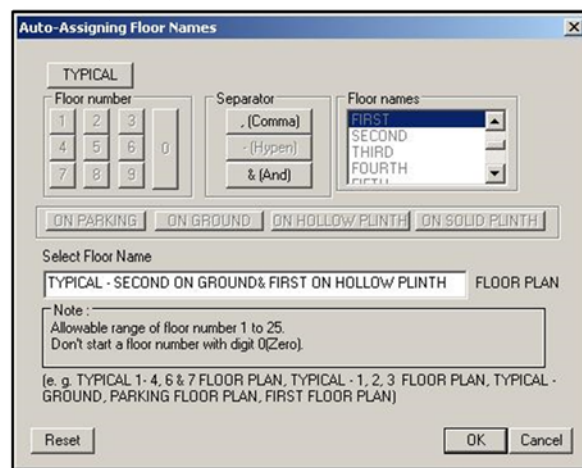 Auto-Assigning Floor Names
TYPICAL
Floor number
1 2 3
4 5 6 0
7 8 9
Separator
, (Comma)
- (Hypen)
& (And)
Floor names
FIRST
SECOND
THIRD
FOURTH
FIFTH
ON PARKING ON GROUND ON HOLLOW PLINTH ON SOLID PLINTH
Select Floor Name
TYPICAL - SECOND ON GROUND& FIRST ON HOLLOW PLINTH FLOOR PLAN
Note :
Allowable range of floor number 1 to 25.
Don't start a floor number with digit 0(Zero).
(e. g. TYPICAL 1- 4, 6 & 7 FLOOR PLAN, TYPICAL - 1, 2, 3 FLOOR PLAN, TYPICAL -
GROUND, PARKING FLOOR PLAN, FIRST FLOOR PLAN)
Reset OK Cancel